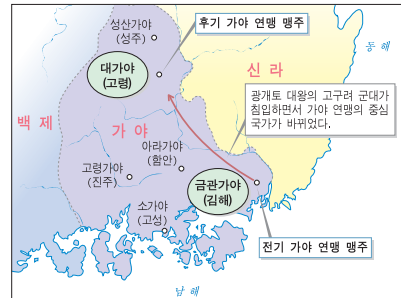 성산가야
(성주)
후기 가야 연맹 맹주
동 해
대가야
(고령)
신 라
광개토 대왕의 고구려 군대가
침입하면서 가야 연맹의 중심
국가가 바뀌었다.
백 제
가 야
아라가야
(함안)
고령가야
(진주)
금관가야
(김해)
소가야
(고성)
전기 가야 연맹 맹주
남 해